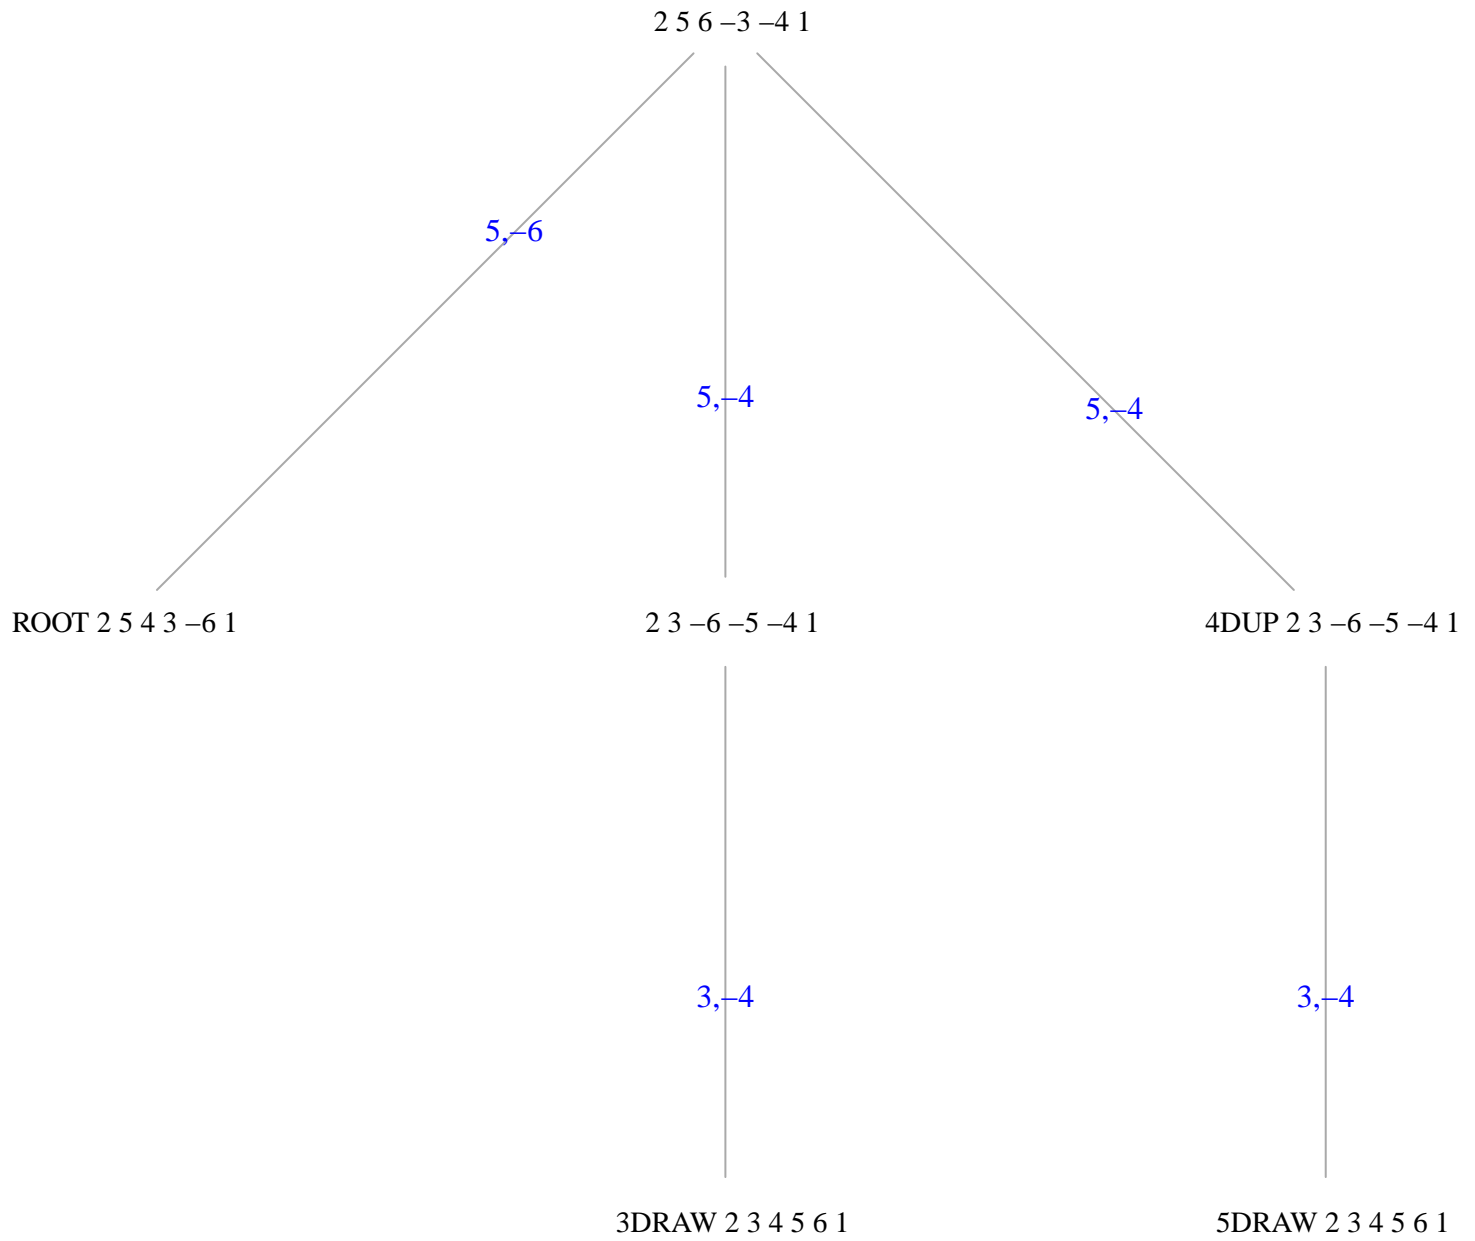 2 5 6 –3 –4 1
5,–6
5,–4
5,–4
ROOT 2 5 4 3 –6 1
2 3 –6 –5 –4 1
4DUP 2 3 –6 –5 –4 1
3,–4
3,–4
3DRAW 2 3 4 5 6 1
5DRAW 2 3 4 5 6 1